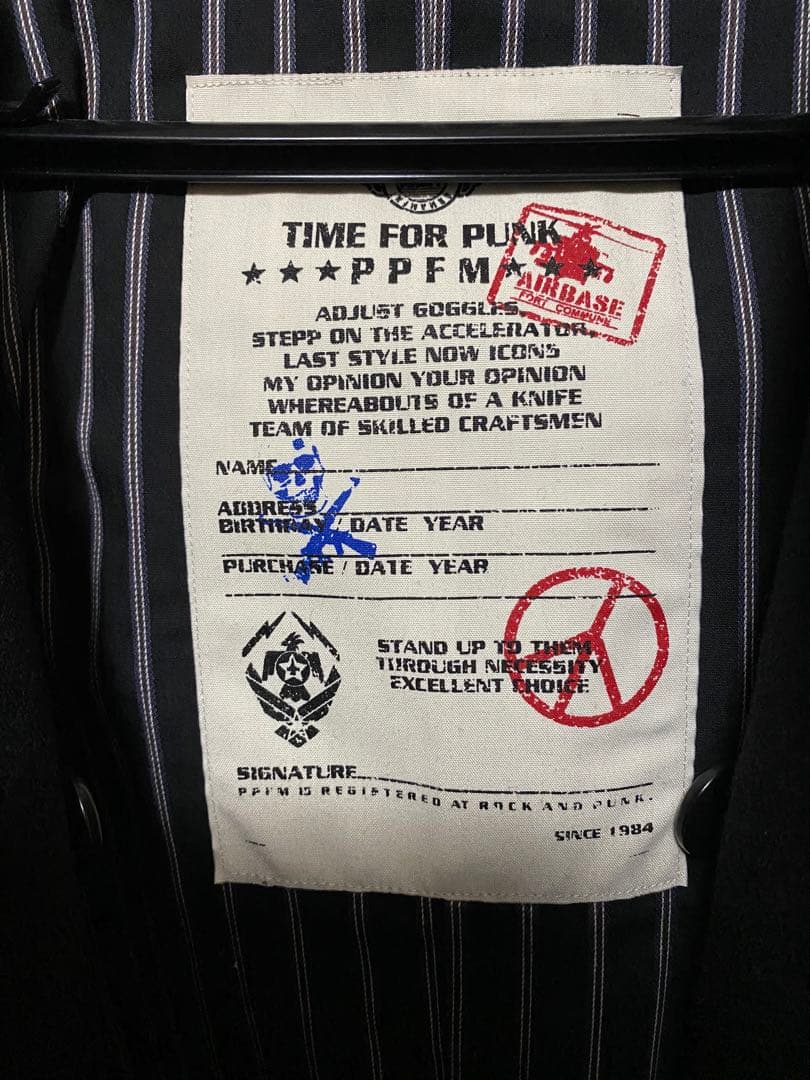 TIME FOR PUNK
★★★PPFM★★★
AIRBASE
FORT COMMUNE
ADJUST GOGGLES,
STEPP ON THE ACCELERATOR,
LAST STYLE NOW ICONS
MY OPINION YOUR OPINION
WHEREABOUTS OF A KNIFE
TEAM OF SKILLED CRAFTSMEN
NAME
ADDRESS
BIRTHDAY / DATE YEAR
PURCHASE / DATE YEAR
STAND UP TO THEM
THROUGH NECESSITY
EXCELLENT CHOICE
SIGNATURE
PPFM IS REGISTERED AT ROCK AND PUNK.
SINCE 1984